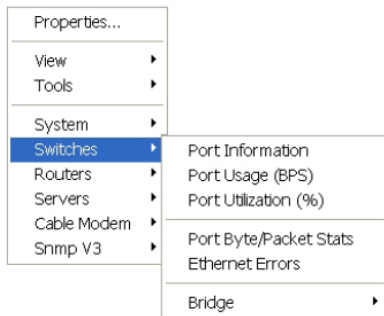 Properties...
View
Tools
System
Switches
Routers
Servers
Cable Modem
Snmp V3
Port Information
Port Usage (BPS)
Port Utilization (%)
Port Byte/Packet Stats
Ethernet Errors
Bridge